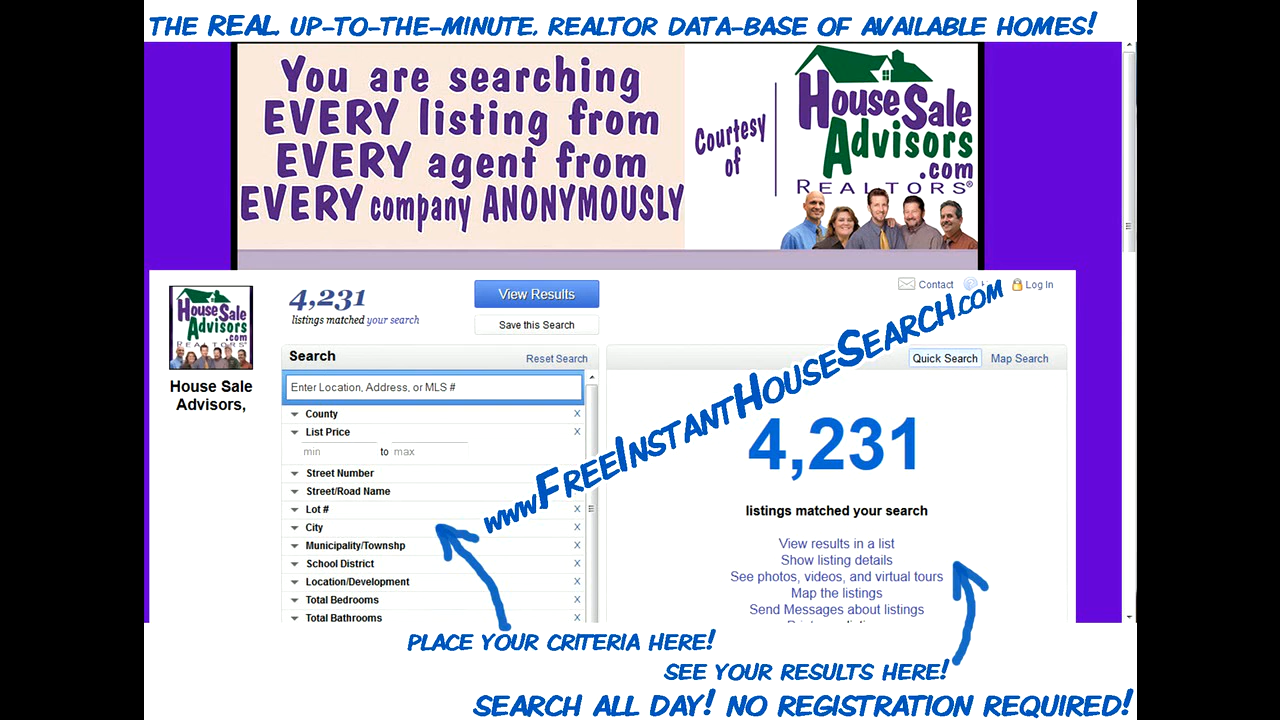 THE REAL, UP-TO-THE-MINUTE, REALTOR DATA-BASE OF AVAILABLE HOMES!
You are searching
EVERY listing from
EVERY agent from
EVERY company ANONYMOUSLY
Courtesy
of
House Sale
Advisors
.com
REALTORS®
House Sale
Advisors
.com
REALTORS®
House Sale
Advisors,
4,231
listings matched your search
View Results
Save this Search
Contact
Log In
Search
Reset Search
Quick Search
Map Search
Enter Location, Address, or MLS #
County X
List Price X
min to max
Street Number
Street/Road Name
Lot # X
City X
Municipality/Townshp X
School District X
Location/Development X
Total Bedrooms X
Total Bathrooms X
www.FreeInstantHouseSearch.com
4,231
listings matched your search
View results in a list
Show listing details
See photos, videos, and virtual tours
Map the listings
Send Messages about listings
PLACE YOUR CRITERIA HERE!
SEE YOUR RESULTS HERE!
SEARCH ALL DAY! NO REGISTRATION REQUIRED!